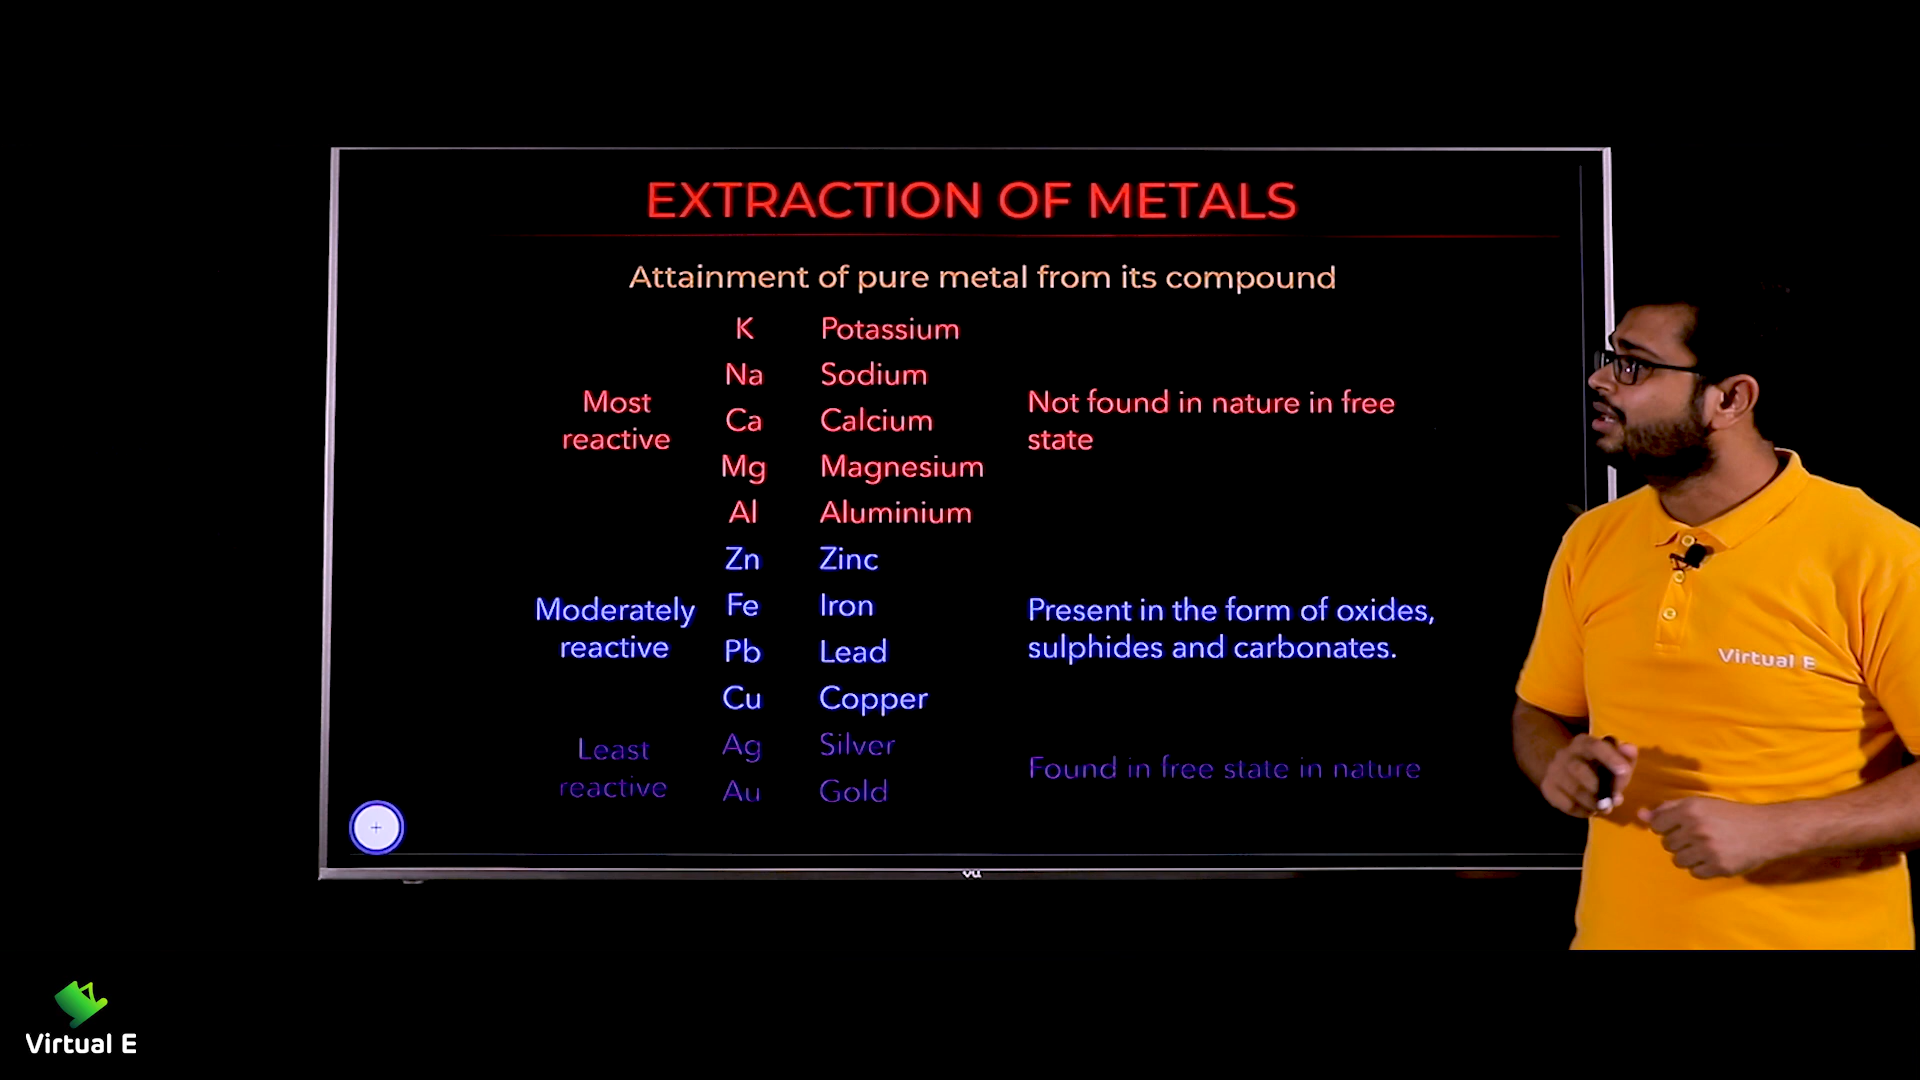 EXTRACTION OF METALS
Attainment of pure metal from its compound
K Potassium
Na Sodium
Most
reactive
Ca Calcium
Not found in nature in free
state
Mg Magnesium
Al Aluminium
Zn Zinc
Moderately
reactive
Fe Iron
Present in the form of oxides,
sulphides and carbonates.
Pb Lead
Cu Copper
Least
reactive
Ag Silver
Found in free state in nature
Au Gold
Virtual E
vu
Virtual E